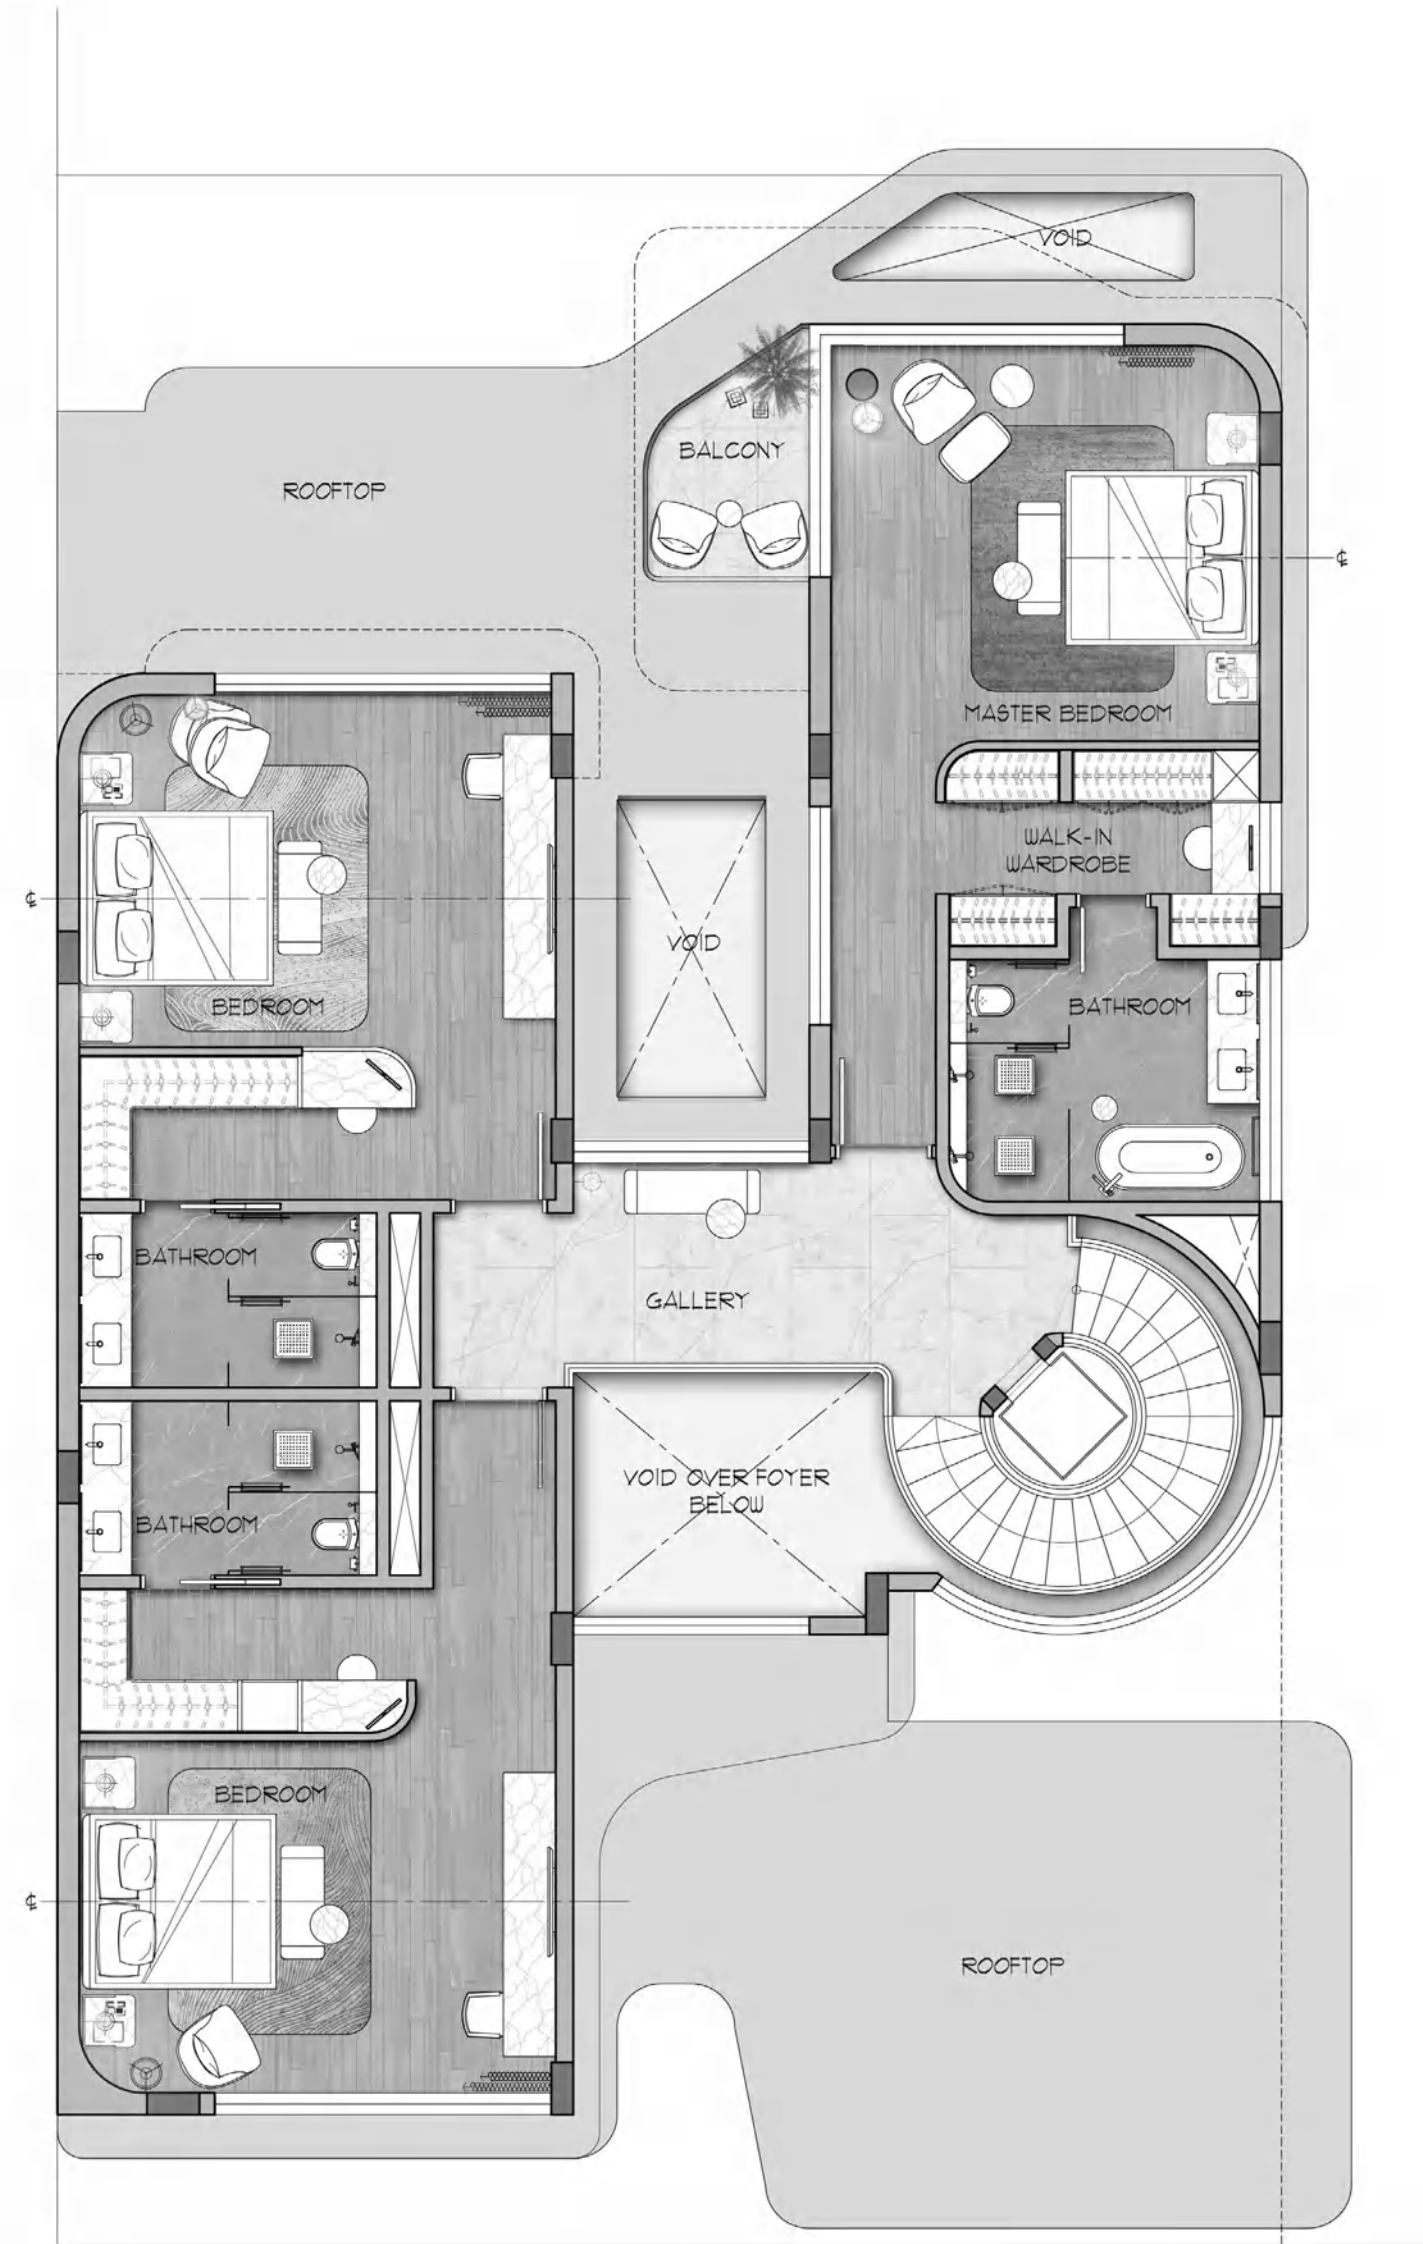 VOID
BALCONY
ROOFTOP
℄
MASTER BEDROOM
WALK-IN
WARDROBE
℄
VOID
BEDROOM
BATHROOM
BATHROOM
GALLERY
VOID OVER FOYER
BELOW
BATHROOM
BEDROOM
℄
ROOFTOP